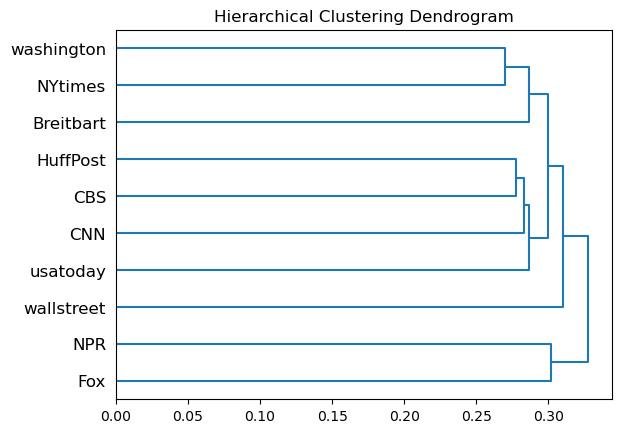 Hierarchical Clustering Dendrogram
washington
NYtimes
Breitbart
HuffPost
CBS
CNN
usatoday
wallstreet
NPR
Fox
0.00 0.05 0.10 0.15 0.20 0.25 0.30